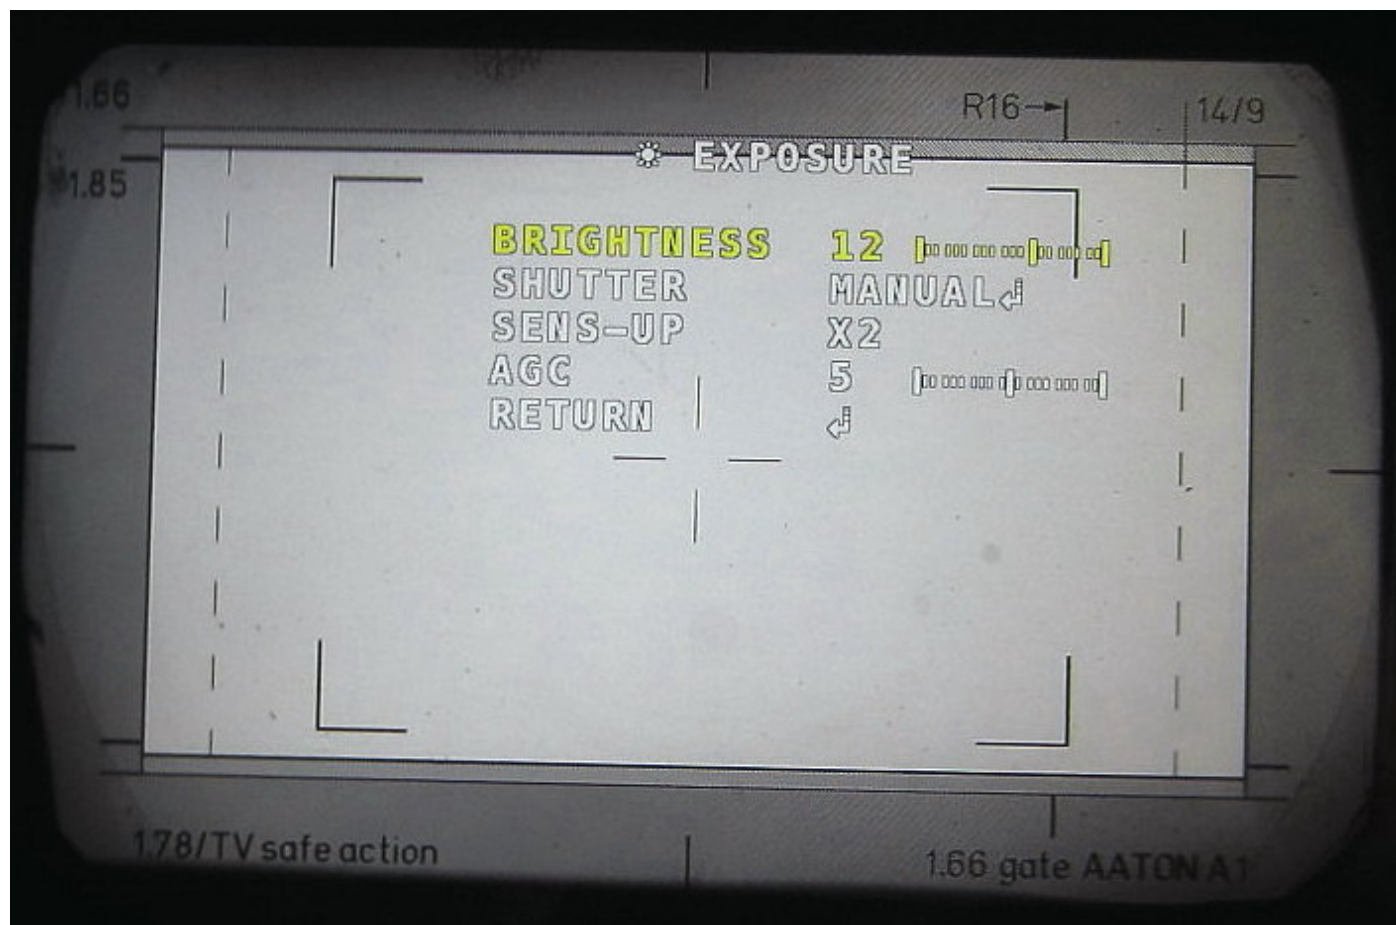 1.66
R16
14/9
1.85
EXPOSURE
BRIGHTNESS 12
SHUTTER MANUAL
SENS-UP X2
AGC 5
RETURN
1.78/TV safe action
1.66 gate AATON A1